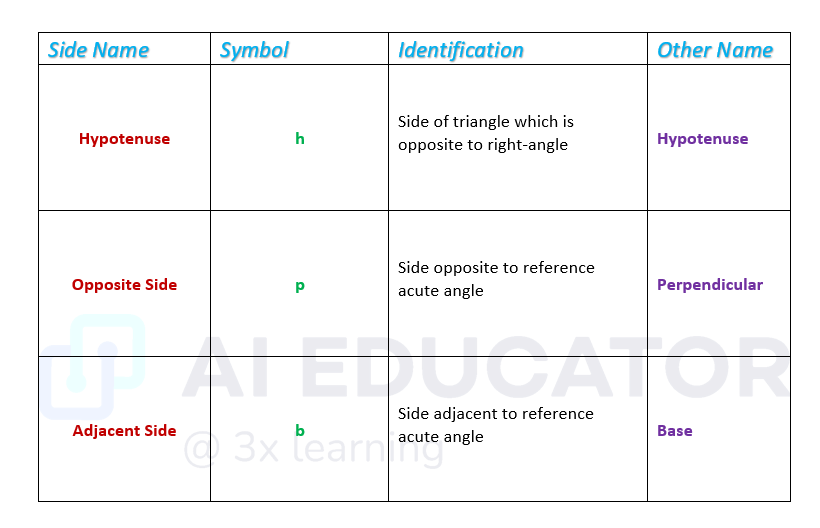 Side Name Symbol Identification Other Name
Hypotenuse h Side of triangle which is opposite to right-angle Hypotenuse
Opposite Side p Side opposite to reference acute angle Perpendicular
Adjacent Side b Side adjacent to reference acute angle Base
AI EDUCATOR
@ 3x learning